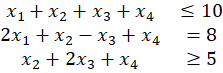 x₁ + x₂ + x₃ + x₄ ≤ 10
2x₁ + x₂ − x₃ + x₄ = 8
x₂ + 2x₃ + x₄ ≥ 5